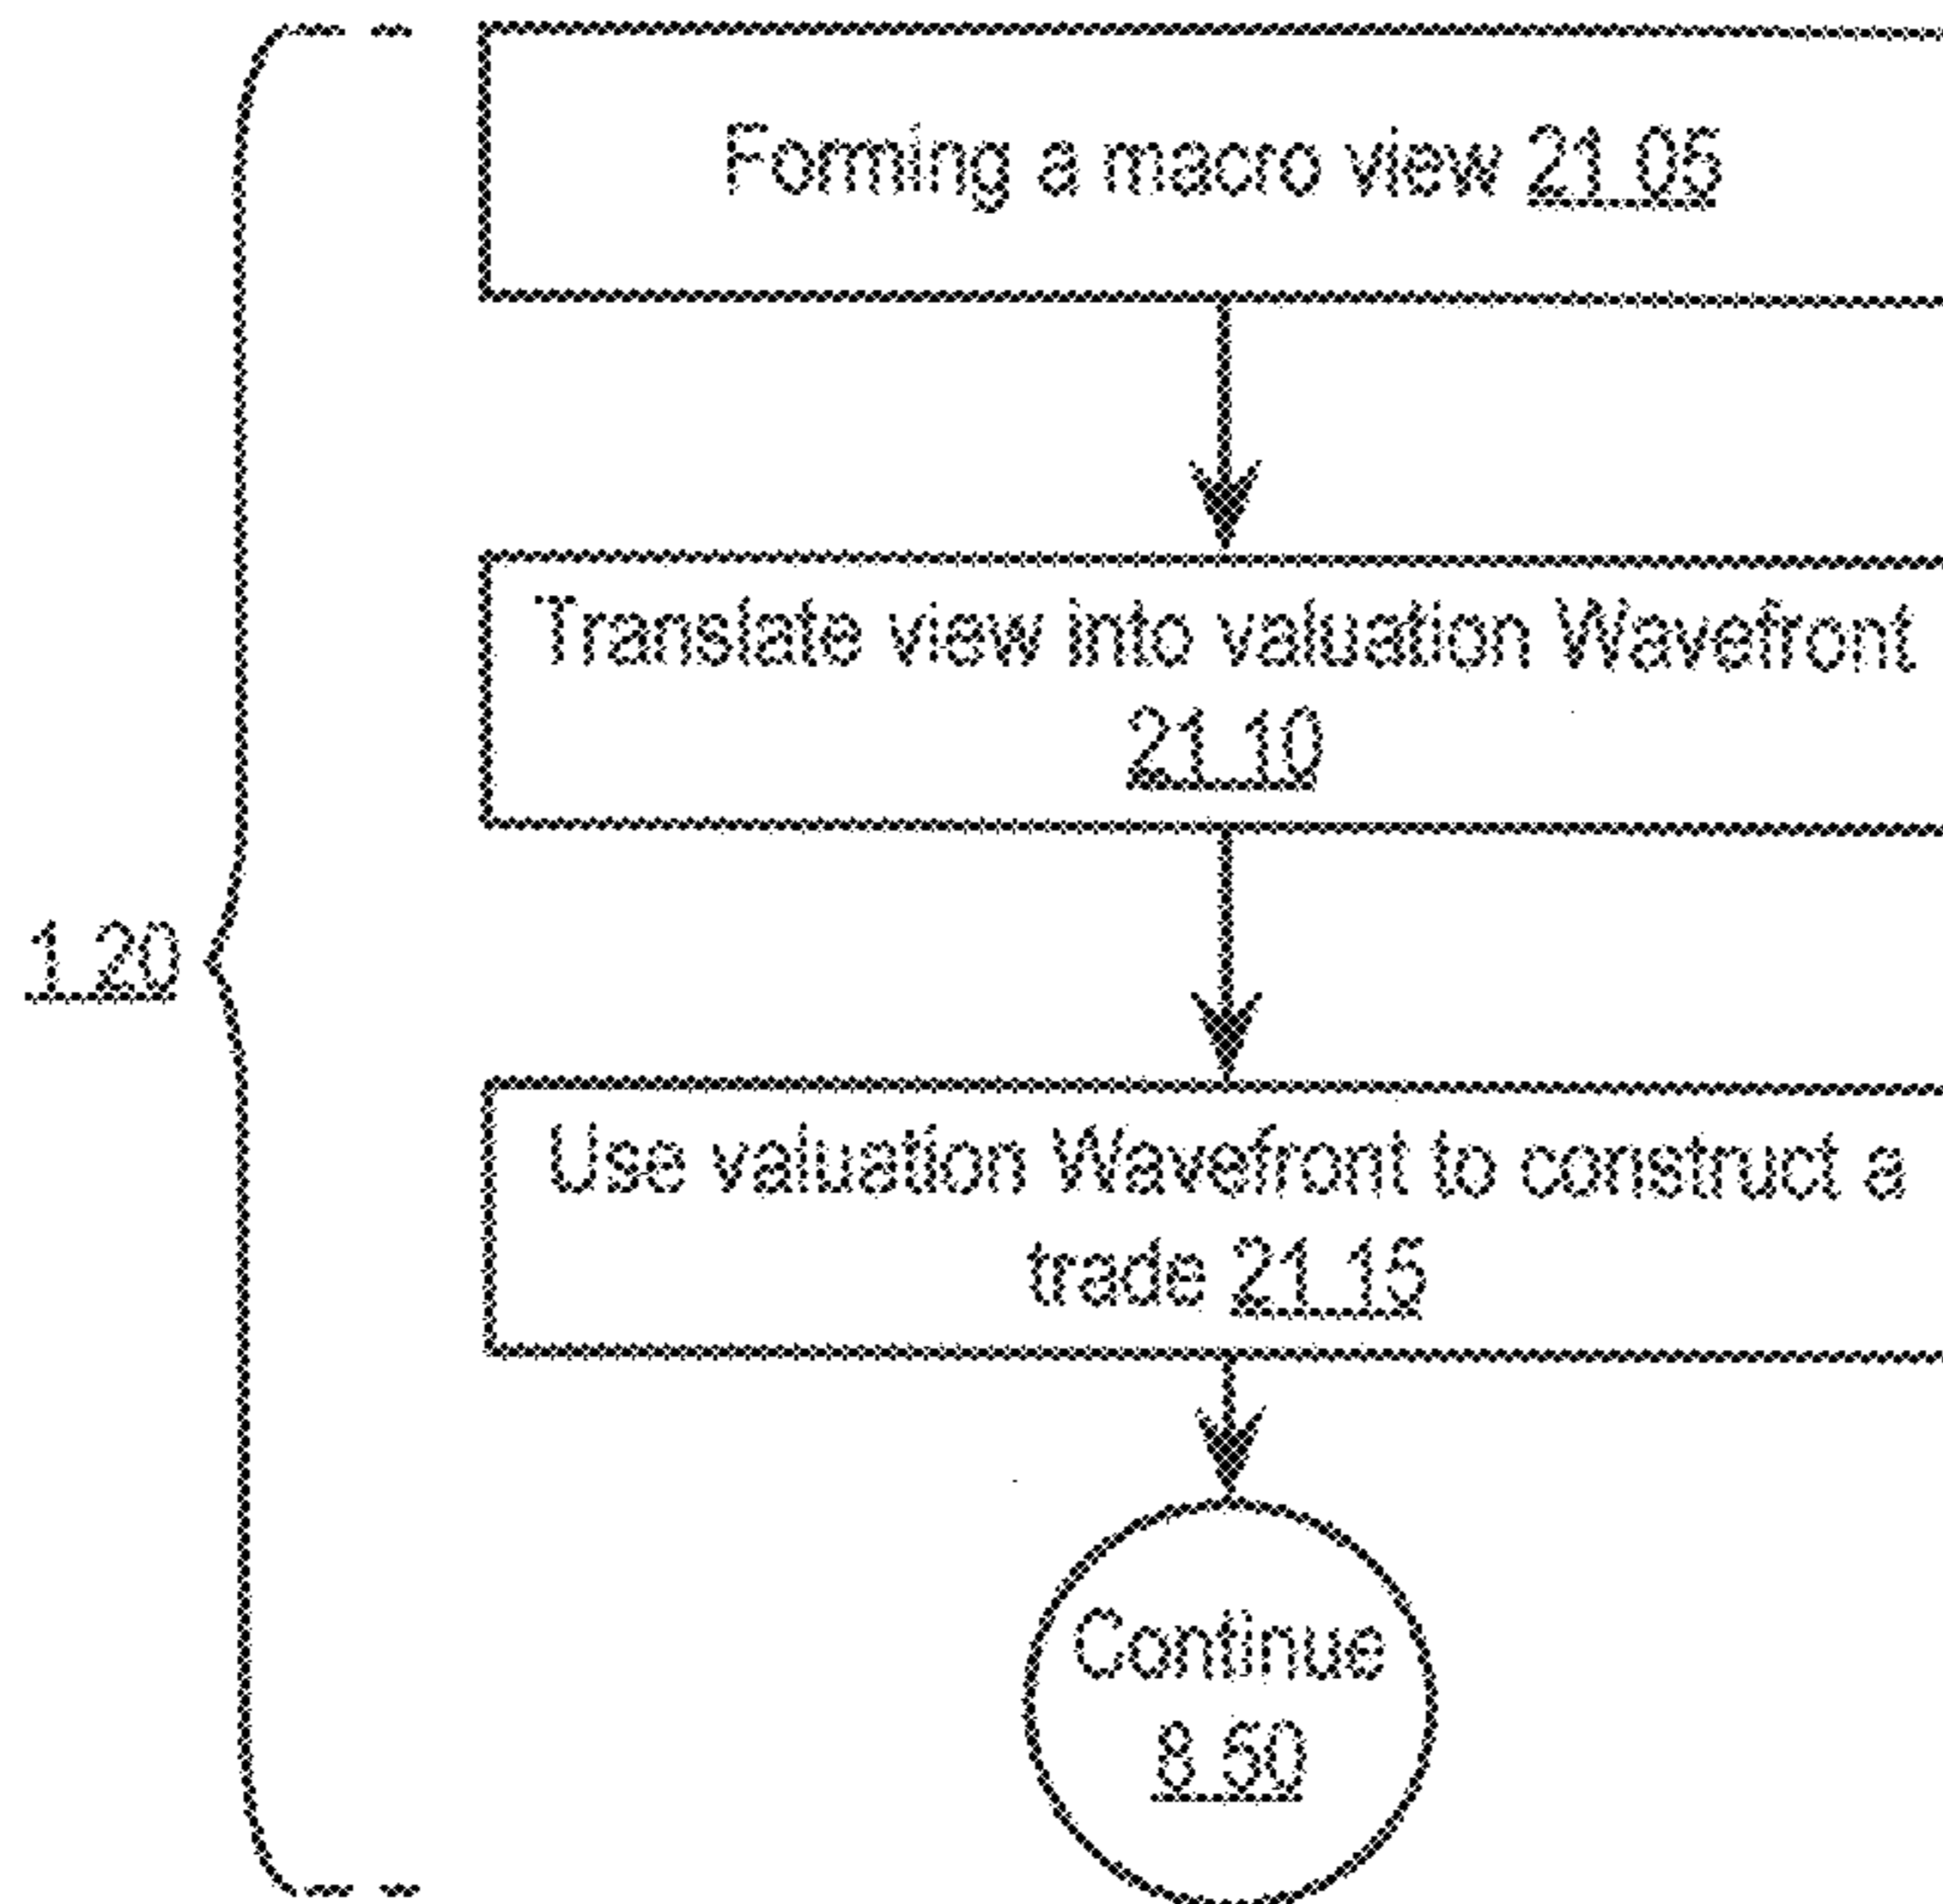 Forming a macro view 21.05
Translate view into valuation Wavefront
21.10
1.20
Use valuation Wavefront to construct a
trade 21.15
Continue
8.50